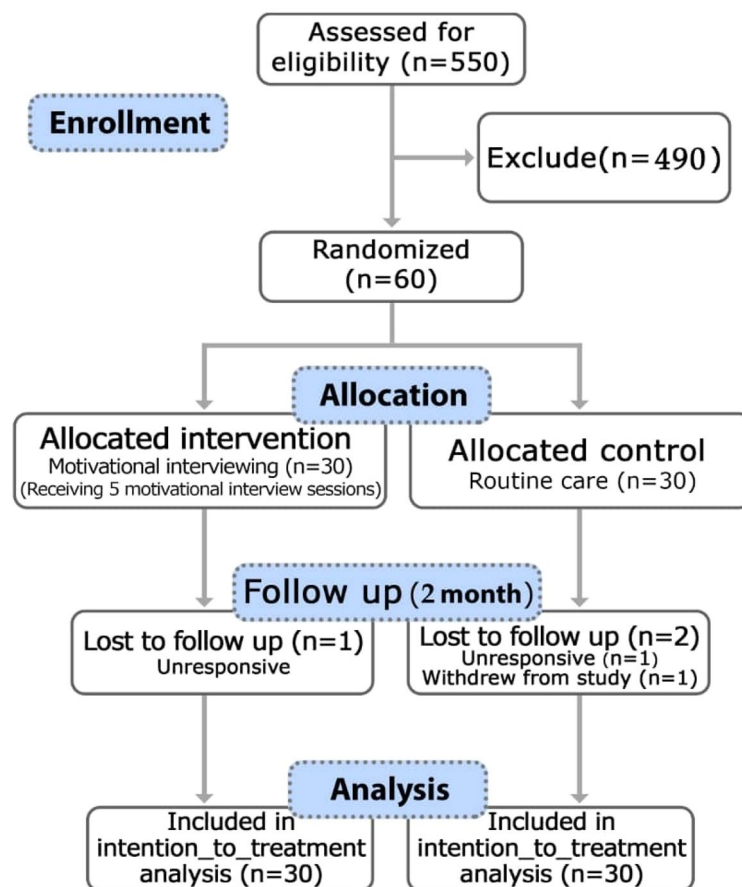 Assessed for
eligibility (n=550)
Enrollment
Exclude(n=490)
Randomized
(n=60)
Allocation
Allocated intervention
Motivational interviewing (n=30)
(Receiving 5 motivational interview sessions)
Allocated control
Routine care (n=30)
Follow up (2 month)
Lost to follow up (n=1)
Unresponsive
Lost to follow up (n=2)
Unresponsive (n=1)
Withdrew from study (n=1)
Analysis
Included in
intention_to_treatment
analysis (n=30)
Included in
intention_to_treatment
analysis (n=30)